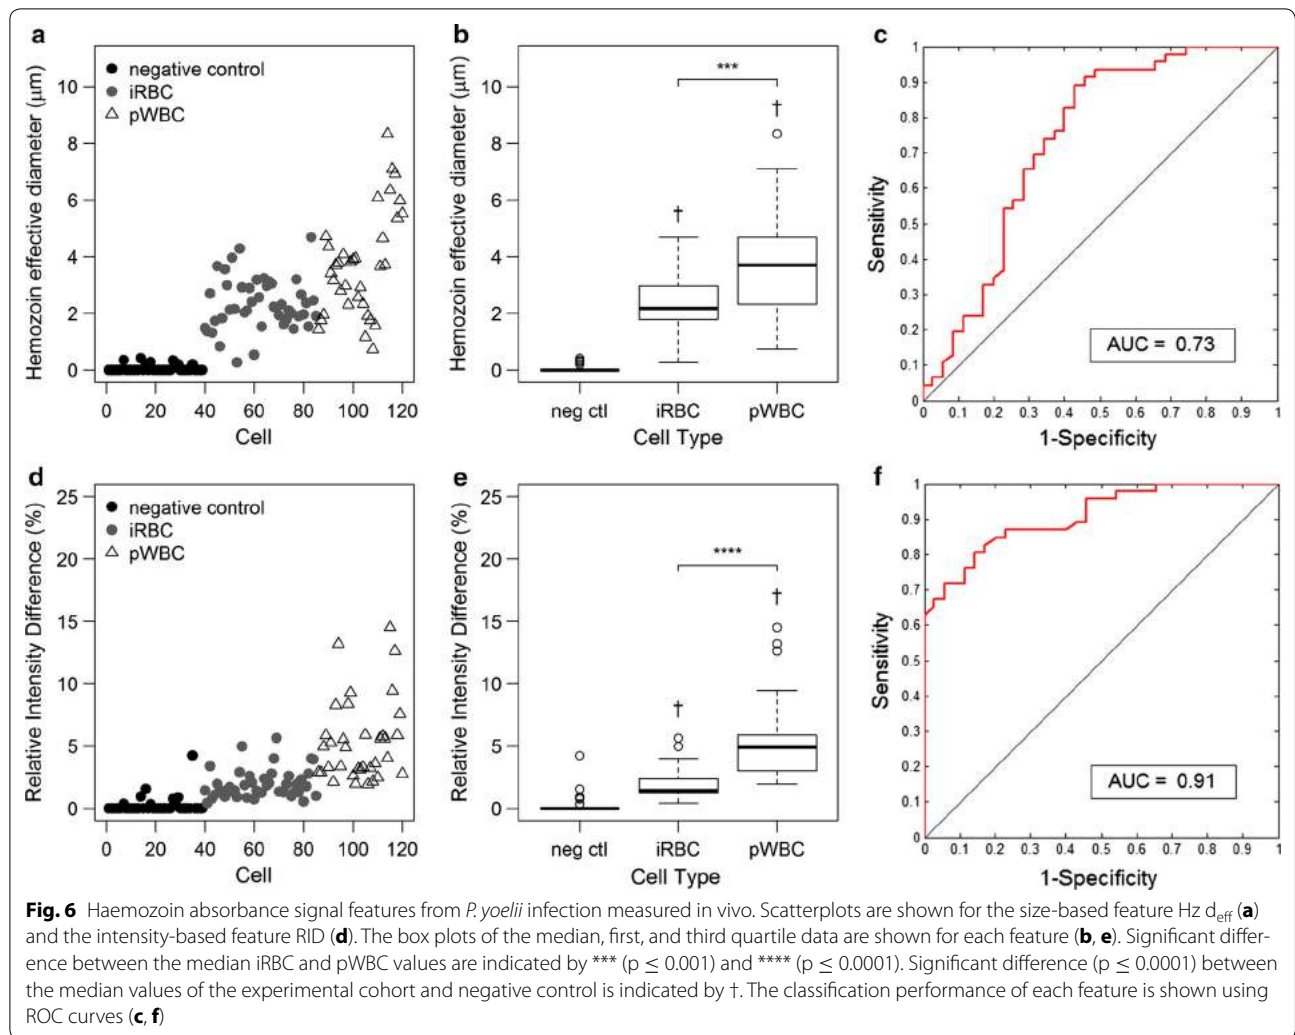 a
negative control
iRBC
pWBC
Hemozoin effective diameter (μm)
10
8
6
4
2
0
0 20 40 60 80 100 120
Cell
b
***
†
†
Hemozoin effective diameter (μm)
10
8
6
4
2
0
neg ctl iRBC pWBC
Cell Type
c
Sensitivity
1
0.9
0.8
0.7
0.6
0.5
0.4
0.3
0.2
0.1
0
AUC = 0.73
0 0.1 0.2 0.3 0.4 0.5 0.6 0.7 0.8 0.9 1
1-Specificity
d
negative control
iRBC
pWBC
Relative Intensity Difference (%)
25
20
15
10
5
0
0 20 40 60 80 100 120
Cell
e
****
†
†
Relative Intensity Difference (%)
25
20
15
10
5
0
neg ctl iRBC pWBC
Cell Type
f
Sensitivity
1
0.9
0.8
0.7
0.6
0.5
0.4
0.3
0.2
0.1
0
AUC = 0.91
0 0.1 0.2 0.3 0.4 0.5 0.6 0.7 0.8 0.9 1
1-Specificity
Fig. 6 Haemozoin absorbance signal features from P. yoelii infection measured in vivo. Scatterplots are shown for the size-based feature Hz deff (a)
and the intensity-based feature RID (d). The box plots of the median, first, and third quartile data are shown for each feature (b, e). Significant differ-
ence between the median iRBC and pWBC values are indicated by *** (p ≤ 0.001) and **** (p ≤ 0.0001). Significant difference (p ≤ 0.0001) between
the median values of the experimental cohort and negative control is indicated by †. The classification performance of each feature is shown using
ROC curves (c, f)